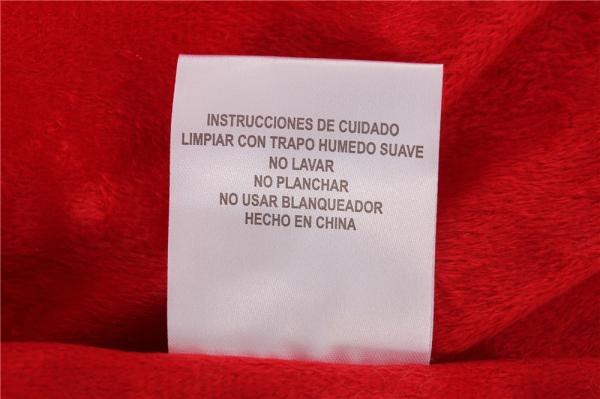 INSTRUCCIONES DE CUIDADO
LIMPIAR CON TRAPO HUMEDO SUAVE
NO LAVAR
NO PLANCHAR
NO USAR BLANQUEADOR
HECHO EN CHINA